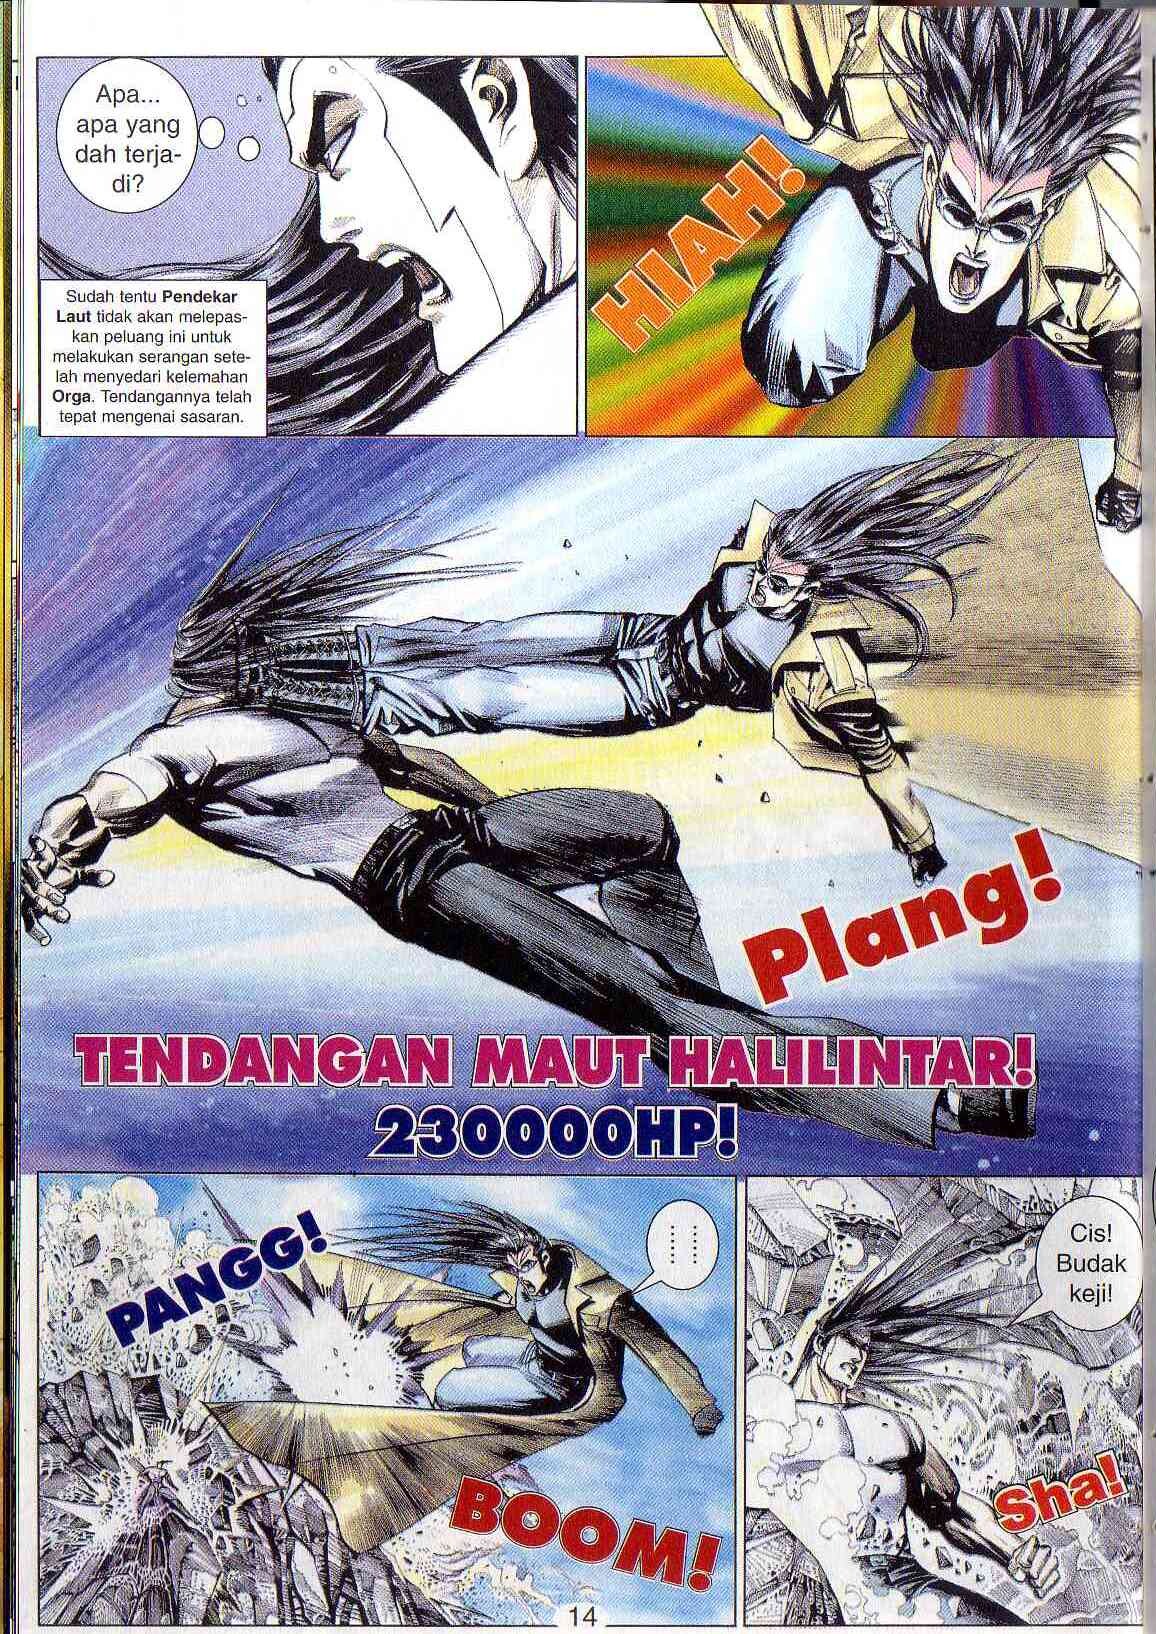 Apa...
apa yang
dah terja-
di?
Sudah tentu Pendekar
Laut tidak akan melepas-
kan peluang ini untuk
melakukan serangan sete-
lah menyedari kelemahan
Orga. Tendangannya telah
tepat mengenai sasaran.
HIAH!
Plang!
TENDANGAN MAUT HALILINTAR!
230000HP!
PANGG!
......
BOOM!
Cis!
Budak
keji!
Sha!
14